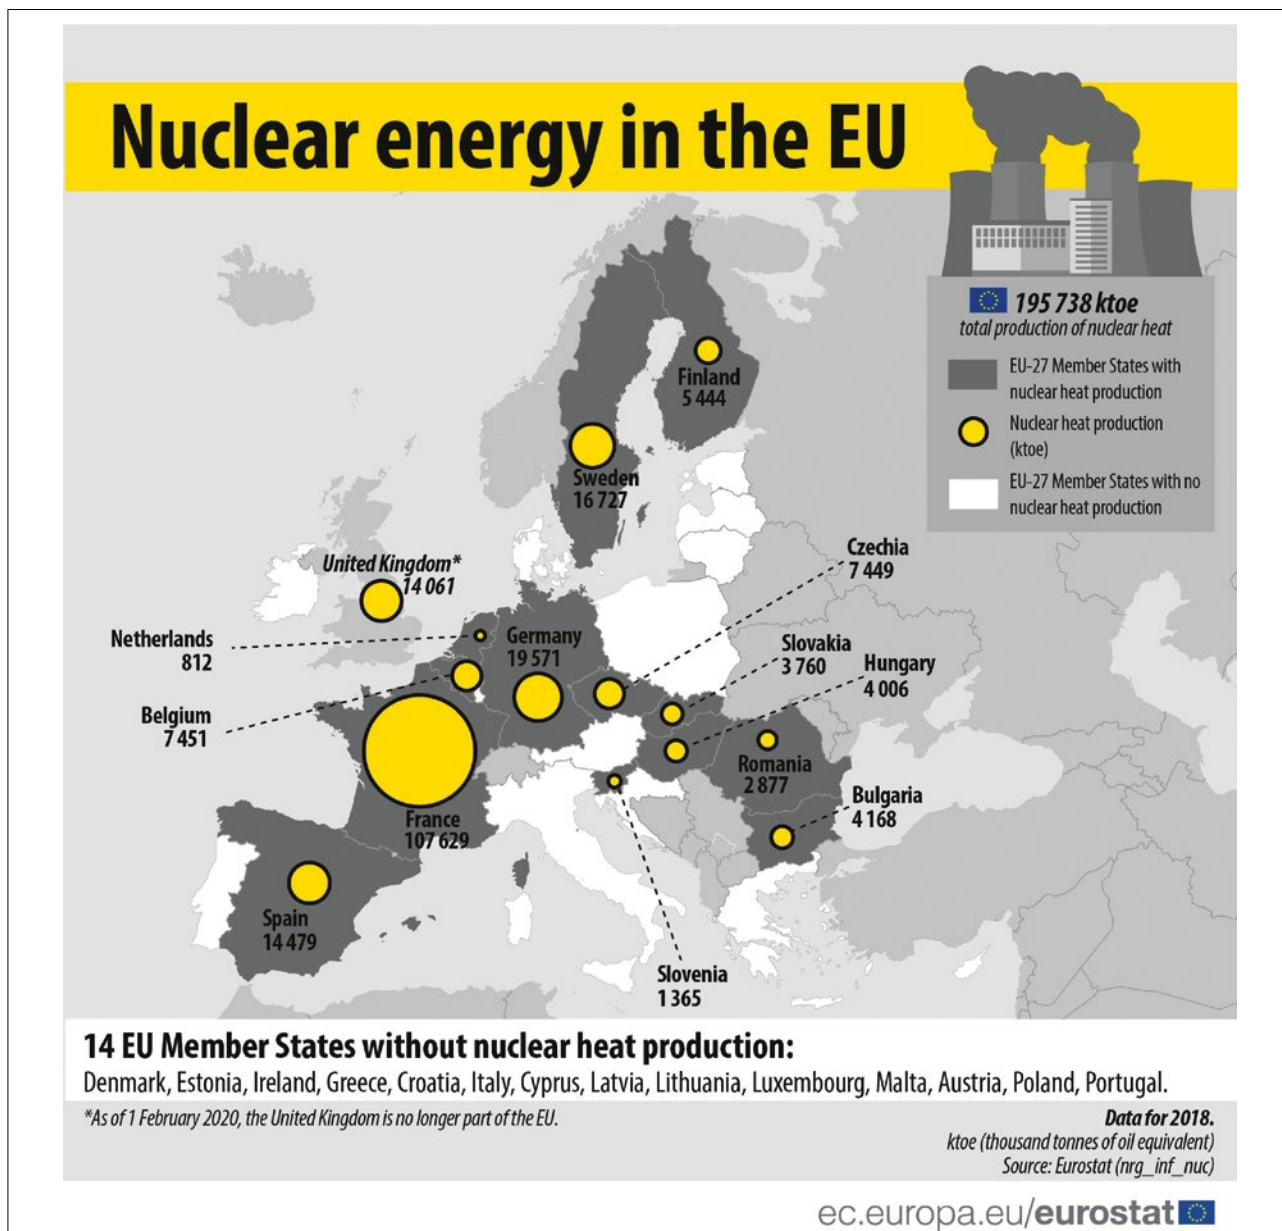 Nuclear energy in the EU
195 738 ktoe
total production of nuclear heat
EU-27 Member States with
nuclear heat production
Nuclear heat production
(ktoe)
EU-27 Member States with no
nuclear heat production
Finland
5 444
Sweden
16 727
United Kingdom*
14 061
Czechia
7 449
Netherlands
812
Germany
19 571
Slovakia
3 760
Hungary
4 006
Belgium
7 451
Romania
2 877
Bulgaria
4 168
France
107 629
Spain
14 479
Slovenia
1 365
14 EU Member States without nuclear heat production:
Denmark, Estonia, Ireland, Greece, Croatia, Italy, Cyprus, Latvia, Lithuania, Luxembourg, Malta, Austria, Poland, Portugal.
*As of 1 February 2020, the United Kingdom is no longer part of the EU.
Data for 2018.
ktoe (thousand tonnes of oil equivalent)
Source: Eurostat (nrg_inf_nuc)
ec.europa.eu/eurostat